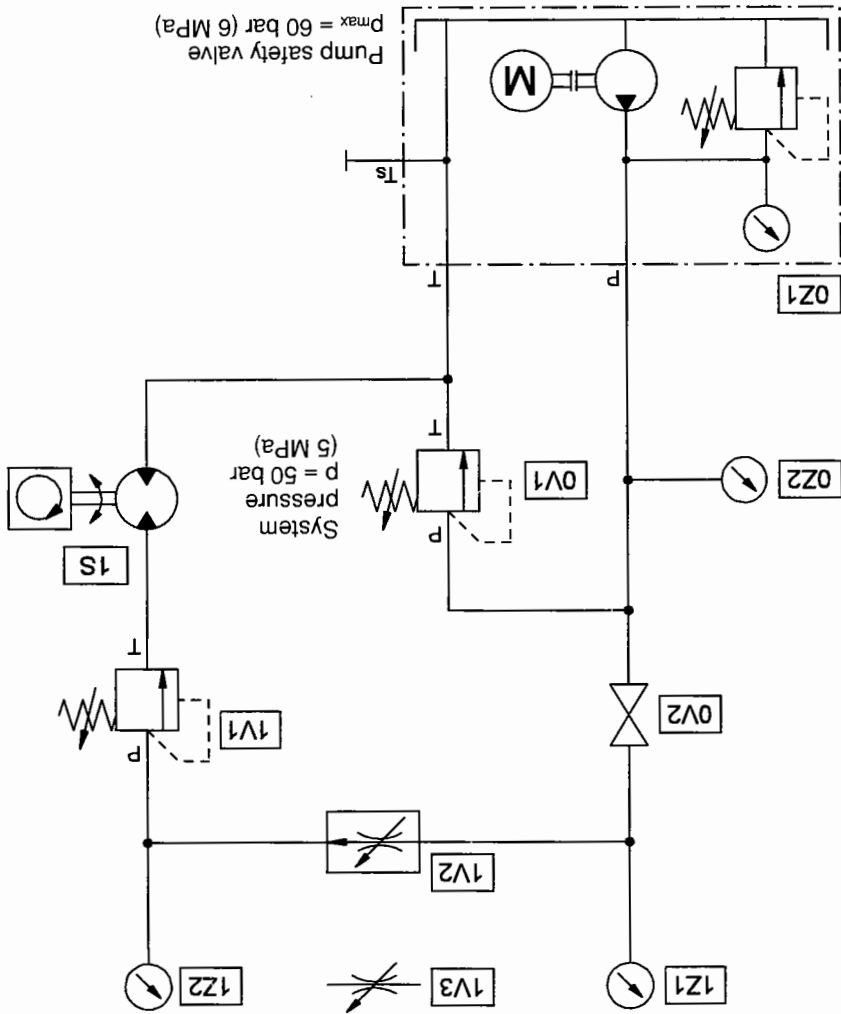 1Z1
1V3
1Z2
1V2
0V2
P
1V1
T
1S
P
System
pressure
p = 50 bar
(5 MPa)
0Z2
0V1
T
0Z1
P
T
Ts
M
Pump safety valve
pmax = 60 bar (6 MPa)